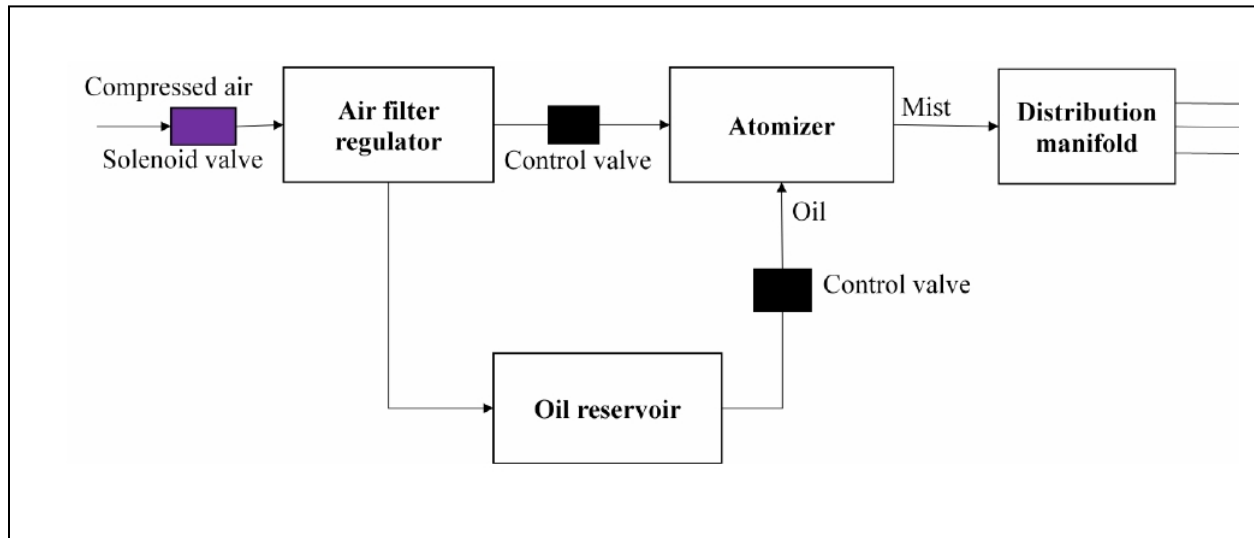 Compressed air
Solenoid valve
Air filter
regulator
Control valve
Atomizer
Mist
Distribution
manifold
Oil
Control valve
Oil reservoir